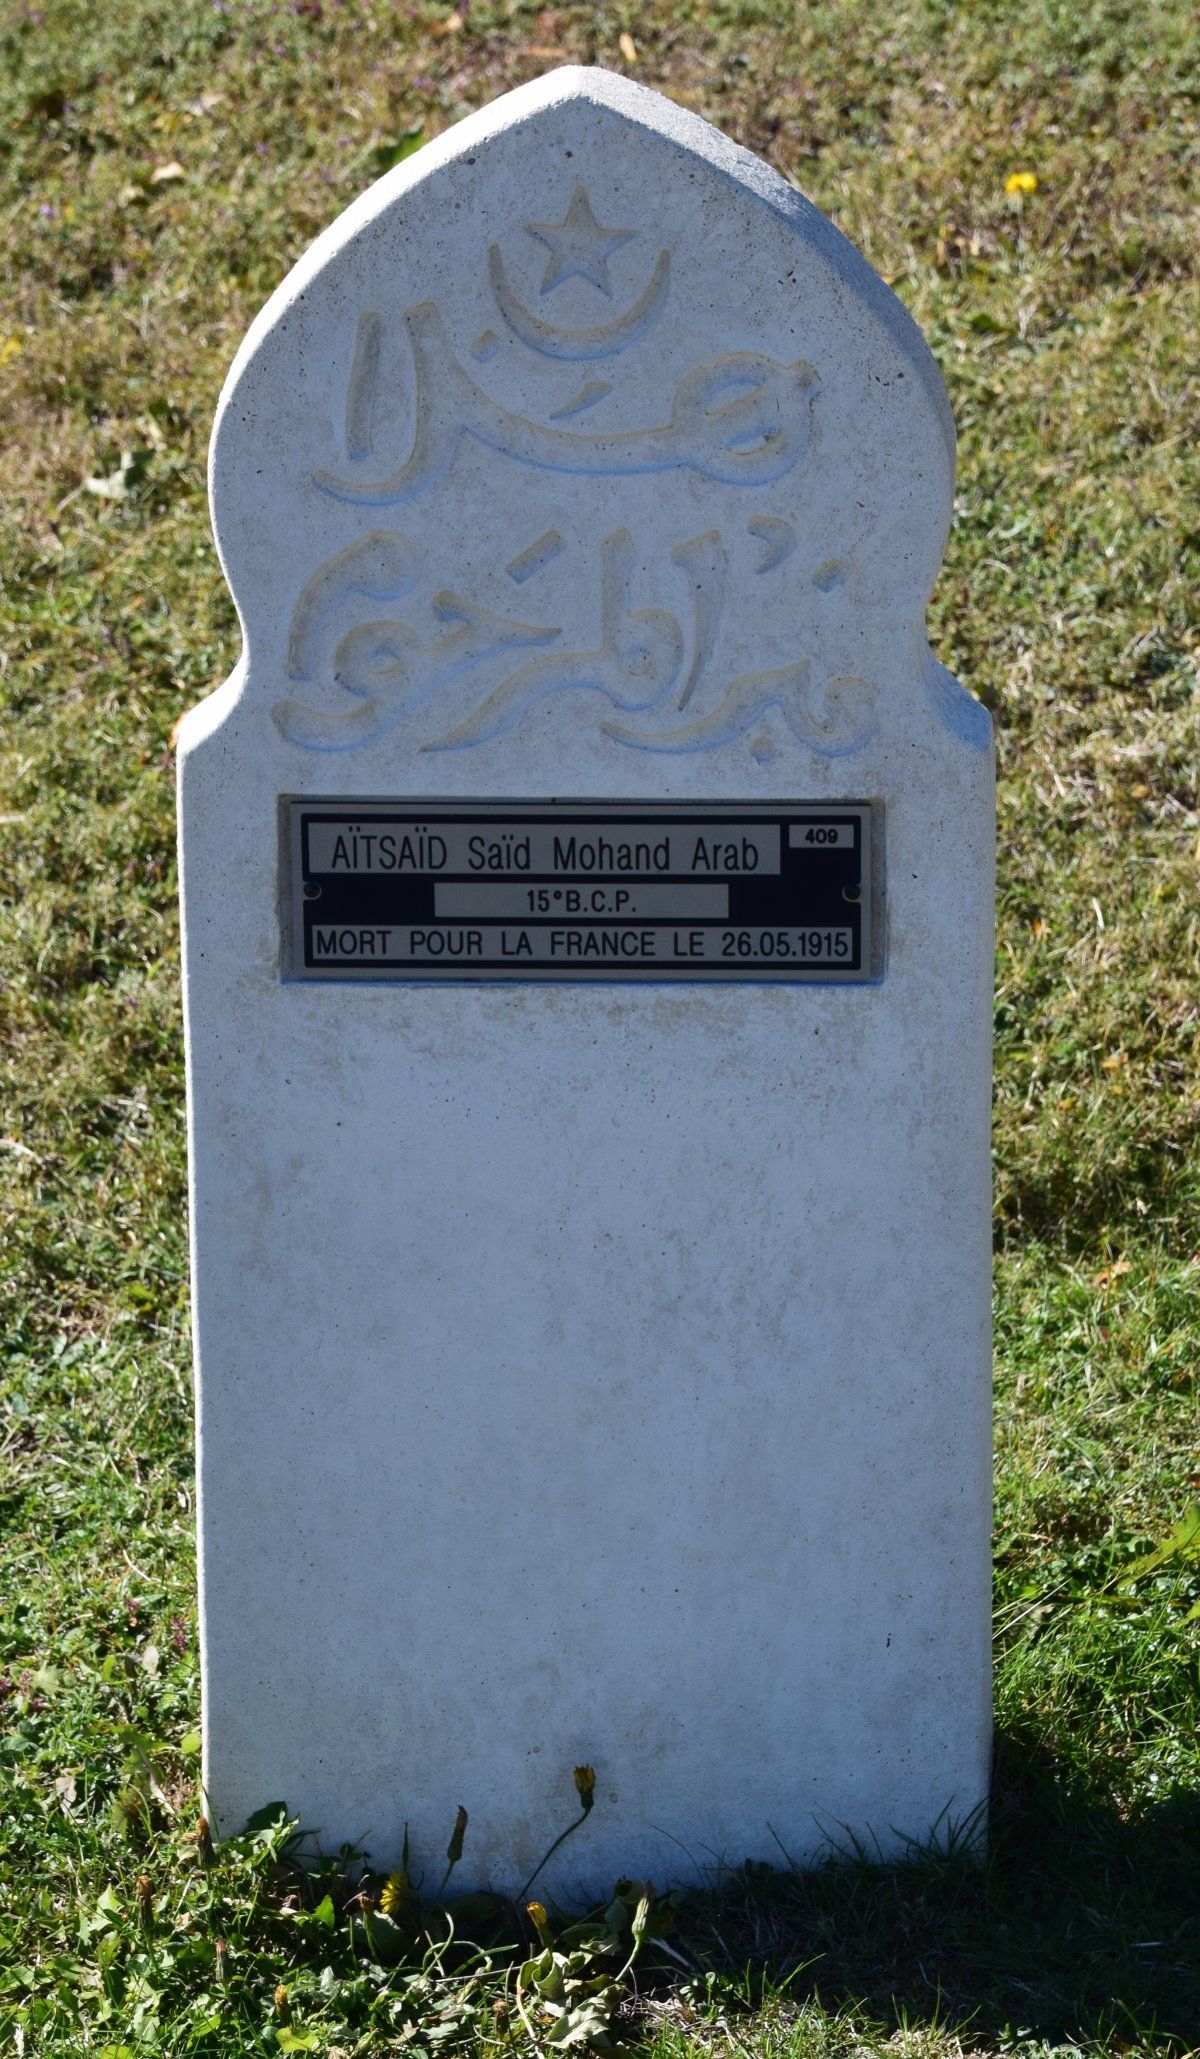 هذا
قبر المرحوم
AÏTSAÏD Saïd Mohand Arab
409
15°B.C.P.
MORT POUR LA FRANCE LE 26.05.1915